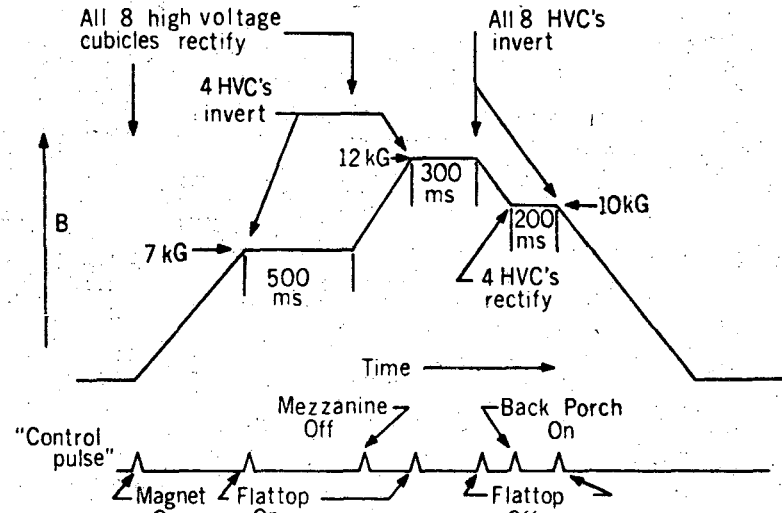 All 8 high voltage
cubicles rectify
All 8 HVC's
invert
4 HVC's
invert
12 kG
300
ms
B
200
ms
10kG
7 kG
500
ms
4 HVC's
rectify
Time
Mezzanine
Off
Back Porch
On
"Control
pulse"
Magnet
Flattop
Flattop